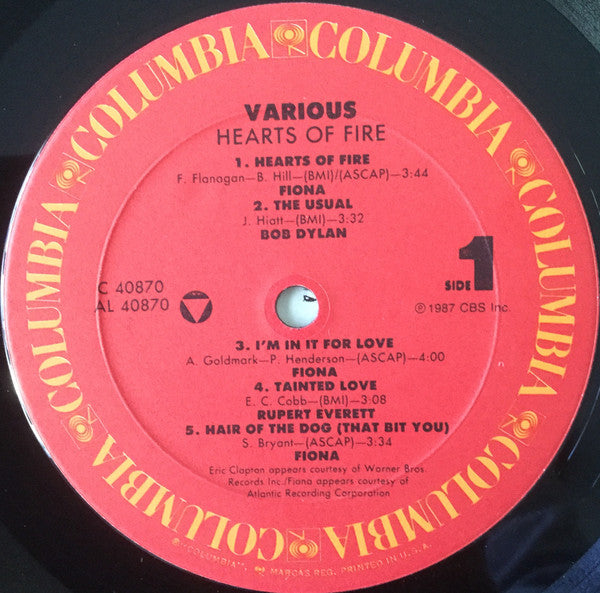 COLUMBIA COLUMBIA COLUMBIA COLUMBIA COLUMBIA COLUMBIA COLUMBIA COLUMBIA
VARIOUS
HEARTS OF FIRE
1. HEARTS OF FIRE
F. Flanagan—B. Hill—(BMI)/(ASCAP)—3:44
FIONA
2. THE USUAL
J. Hiatt—(BMI)—3:32
BOB DYLAN
C 40870
AL 40870
SIDE 1
℗ 1987 CBS Inc.
3. I'M IN IT FOR LOVE
A. Goldmark—P. Henderson—(ASCAP)—4:00
FIONA
4. TAINTED LOVE
E. C. Cobb—(BMI)—3:08
RUPERT EVERETT
5. HAIR OF THE DOG (THAT BIT YOU)
S. Bryant—(ASCAP)—3:34
FIONA
Eric Clapton appears courtesy of Warner Bros.
Records Inc./Fiona appears courtesy of
Atlantic Recording Corporation
"COLUMBIA", MARCAS REG. PRINTED IN U.S.A.